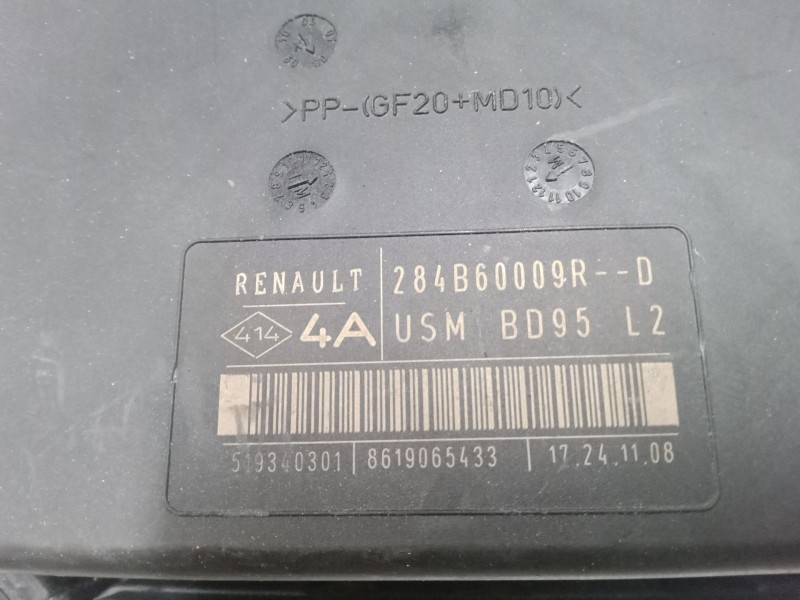 >PP-(GF20+MD10)<
RENAULT
284B60009R--D
414
4A
USM BD95 L2
519340301
8619065433
17.24.11.08